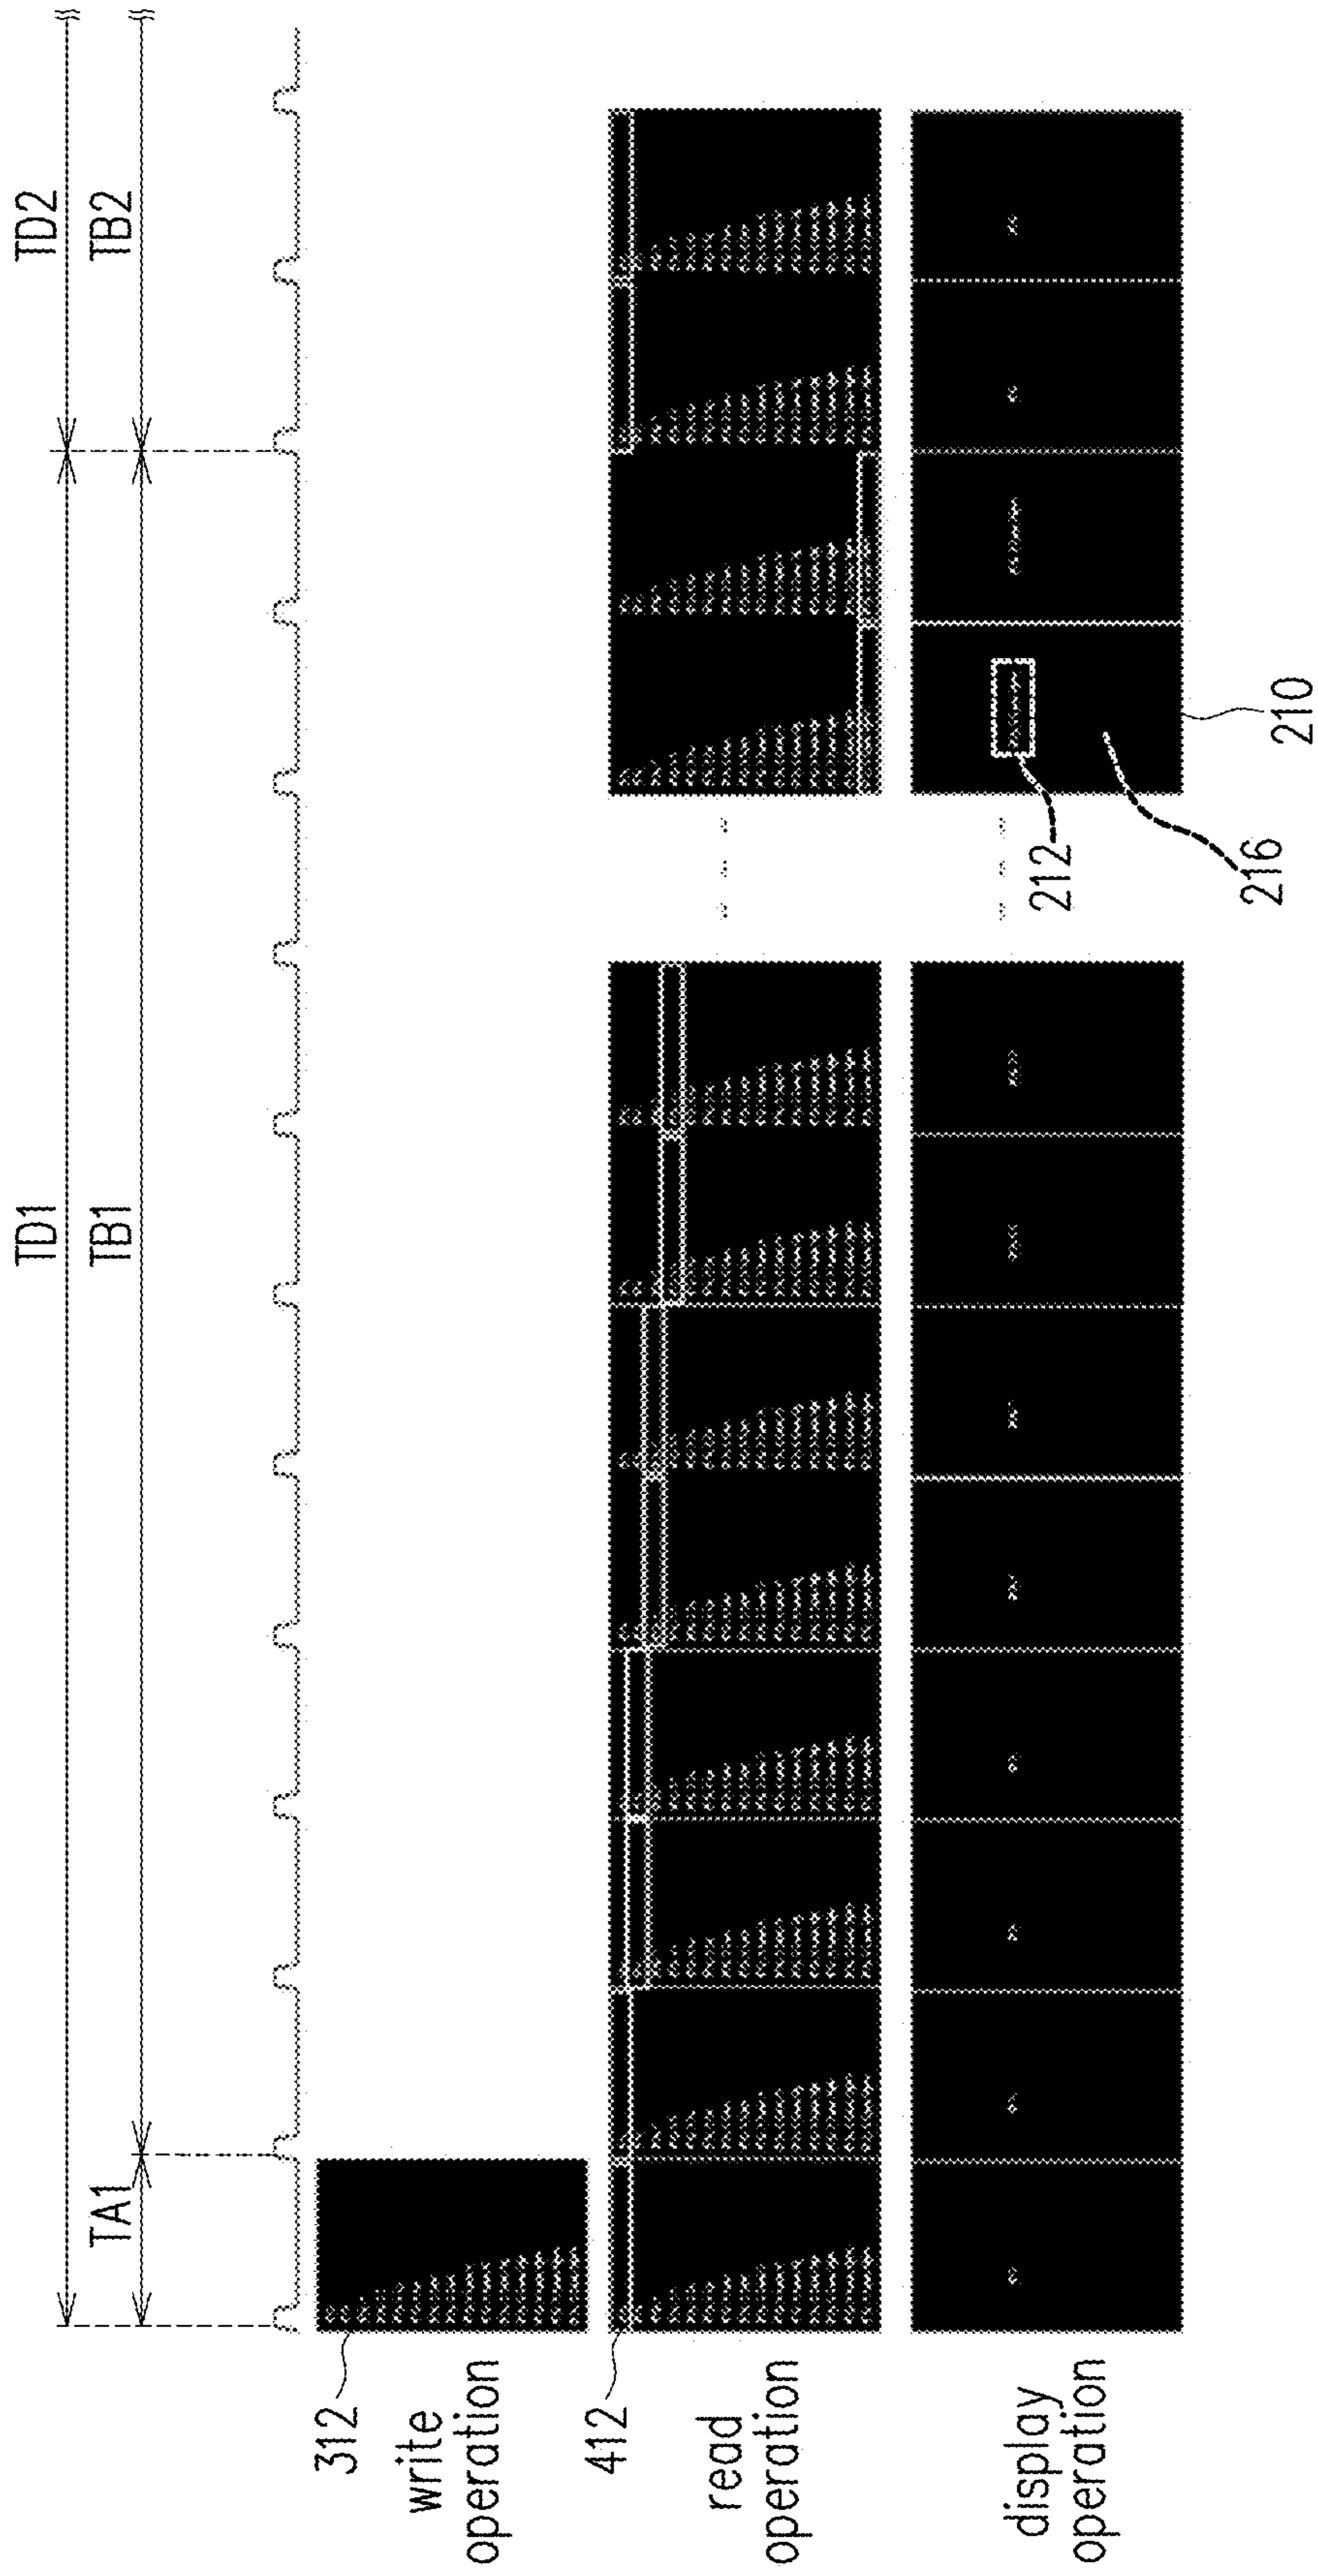 TD1
TD2
TA1
TB1
TB2
312
write
operation
412
read
operation
display
operation
212
216
210